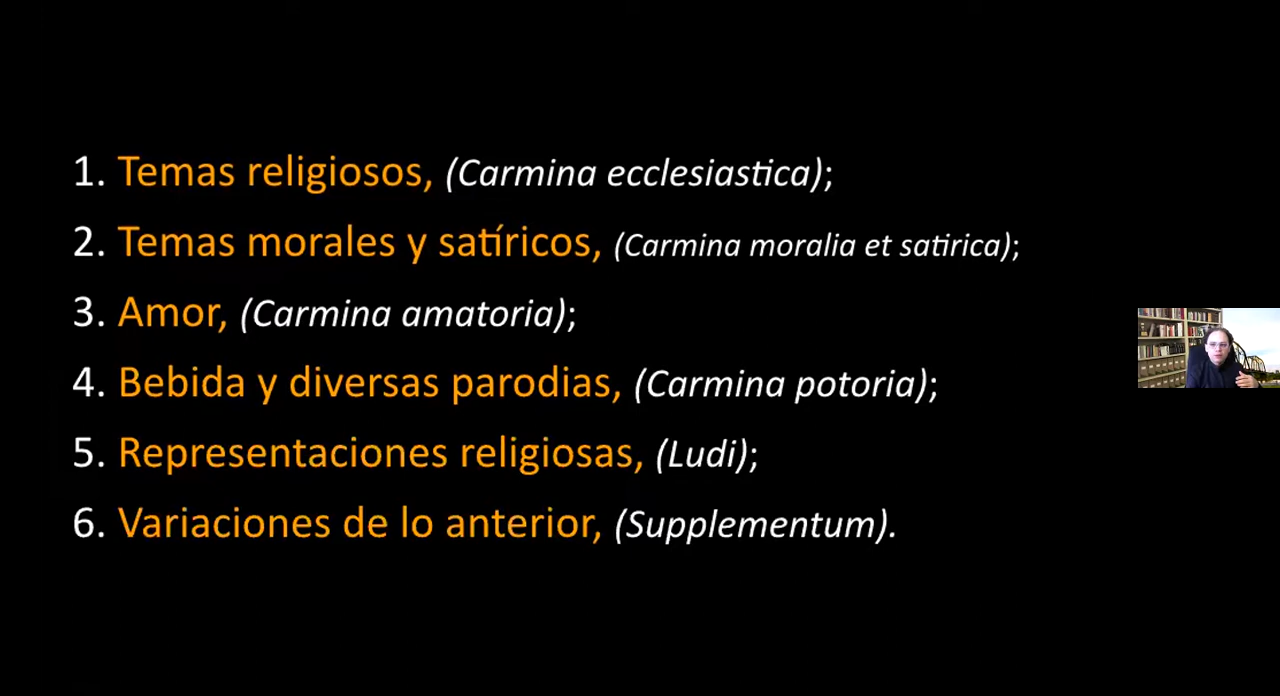 1. Temas religiosos, (Carmina ecclesiastica);
2. Temas morales y satíricos, (Carmina moralia et satirica);
3. Amor, (Carmina amatoria);
4. Bebida y diversas parodias, (Carmina potoria);
5. Representaciones religiosas, (Ludi);
6. Variaciones de lo anterior, (Supplementum).